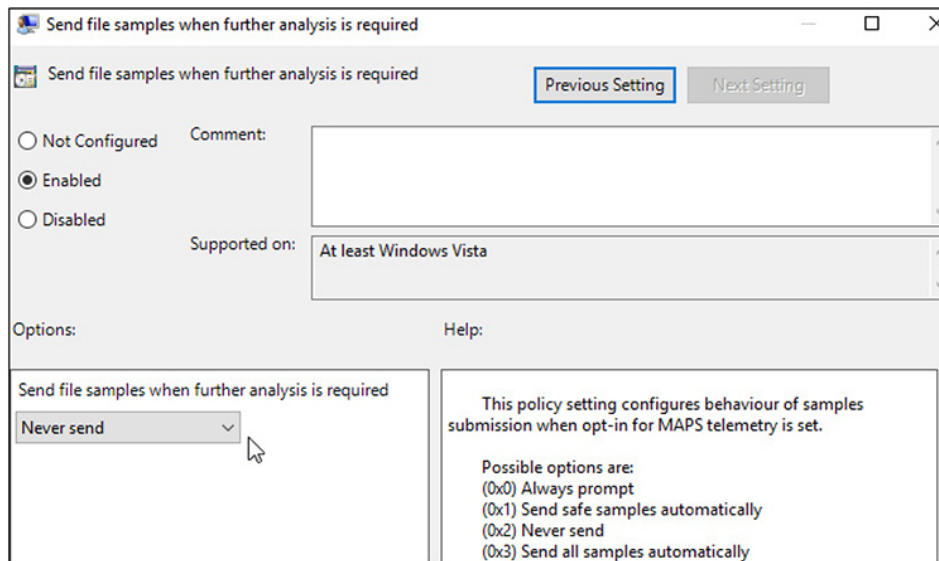 Send file samples when further analysis is required
Send file samples when further analysis is required
Previous Setting
Next Setting
Not Configured
Comment:
Enabled
Disabled
Supported on:
At least Windows Vista
Options:
Help:
Send file samples when further analysis is required
Never send
This policy setting configures behaviour of samples
submission when opt-in for MAPS telemetry is set.
Possible options are:
(0x0) Always prompt
(0x1) Send safe samples automatically
(0x2) Never send
(0x3) Send all samples automatically